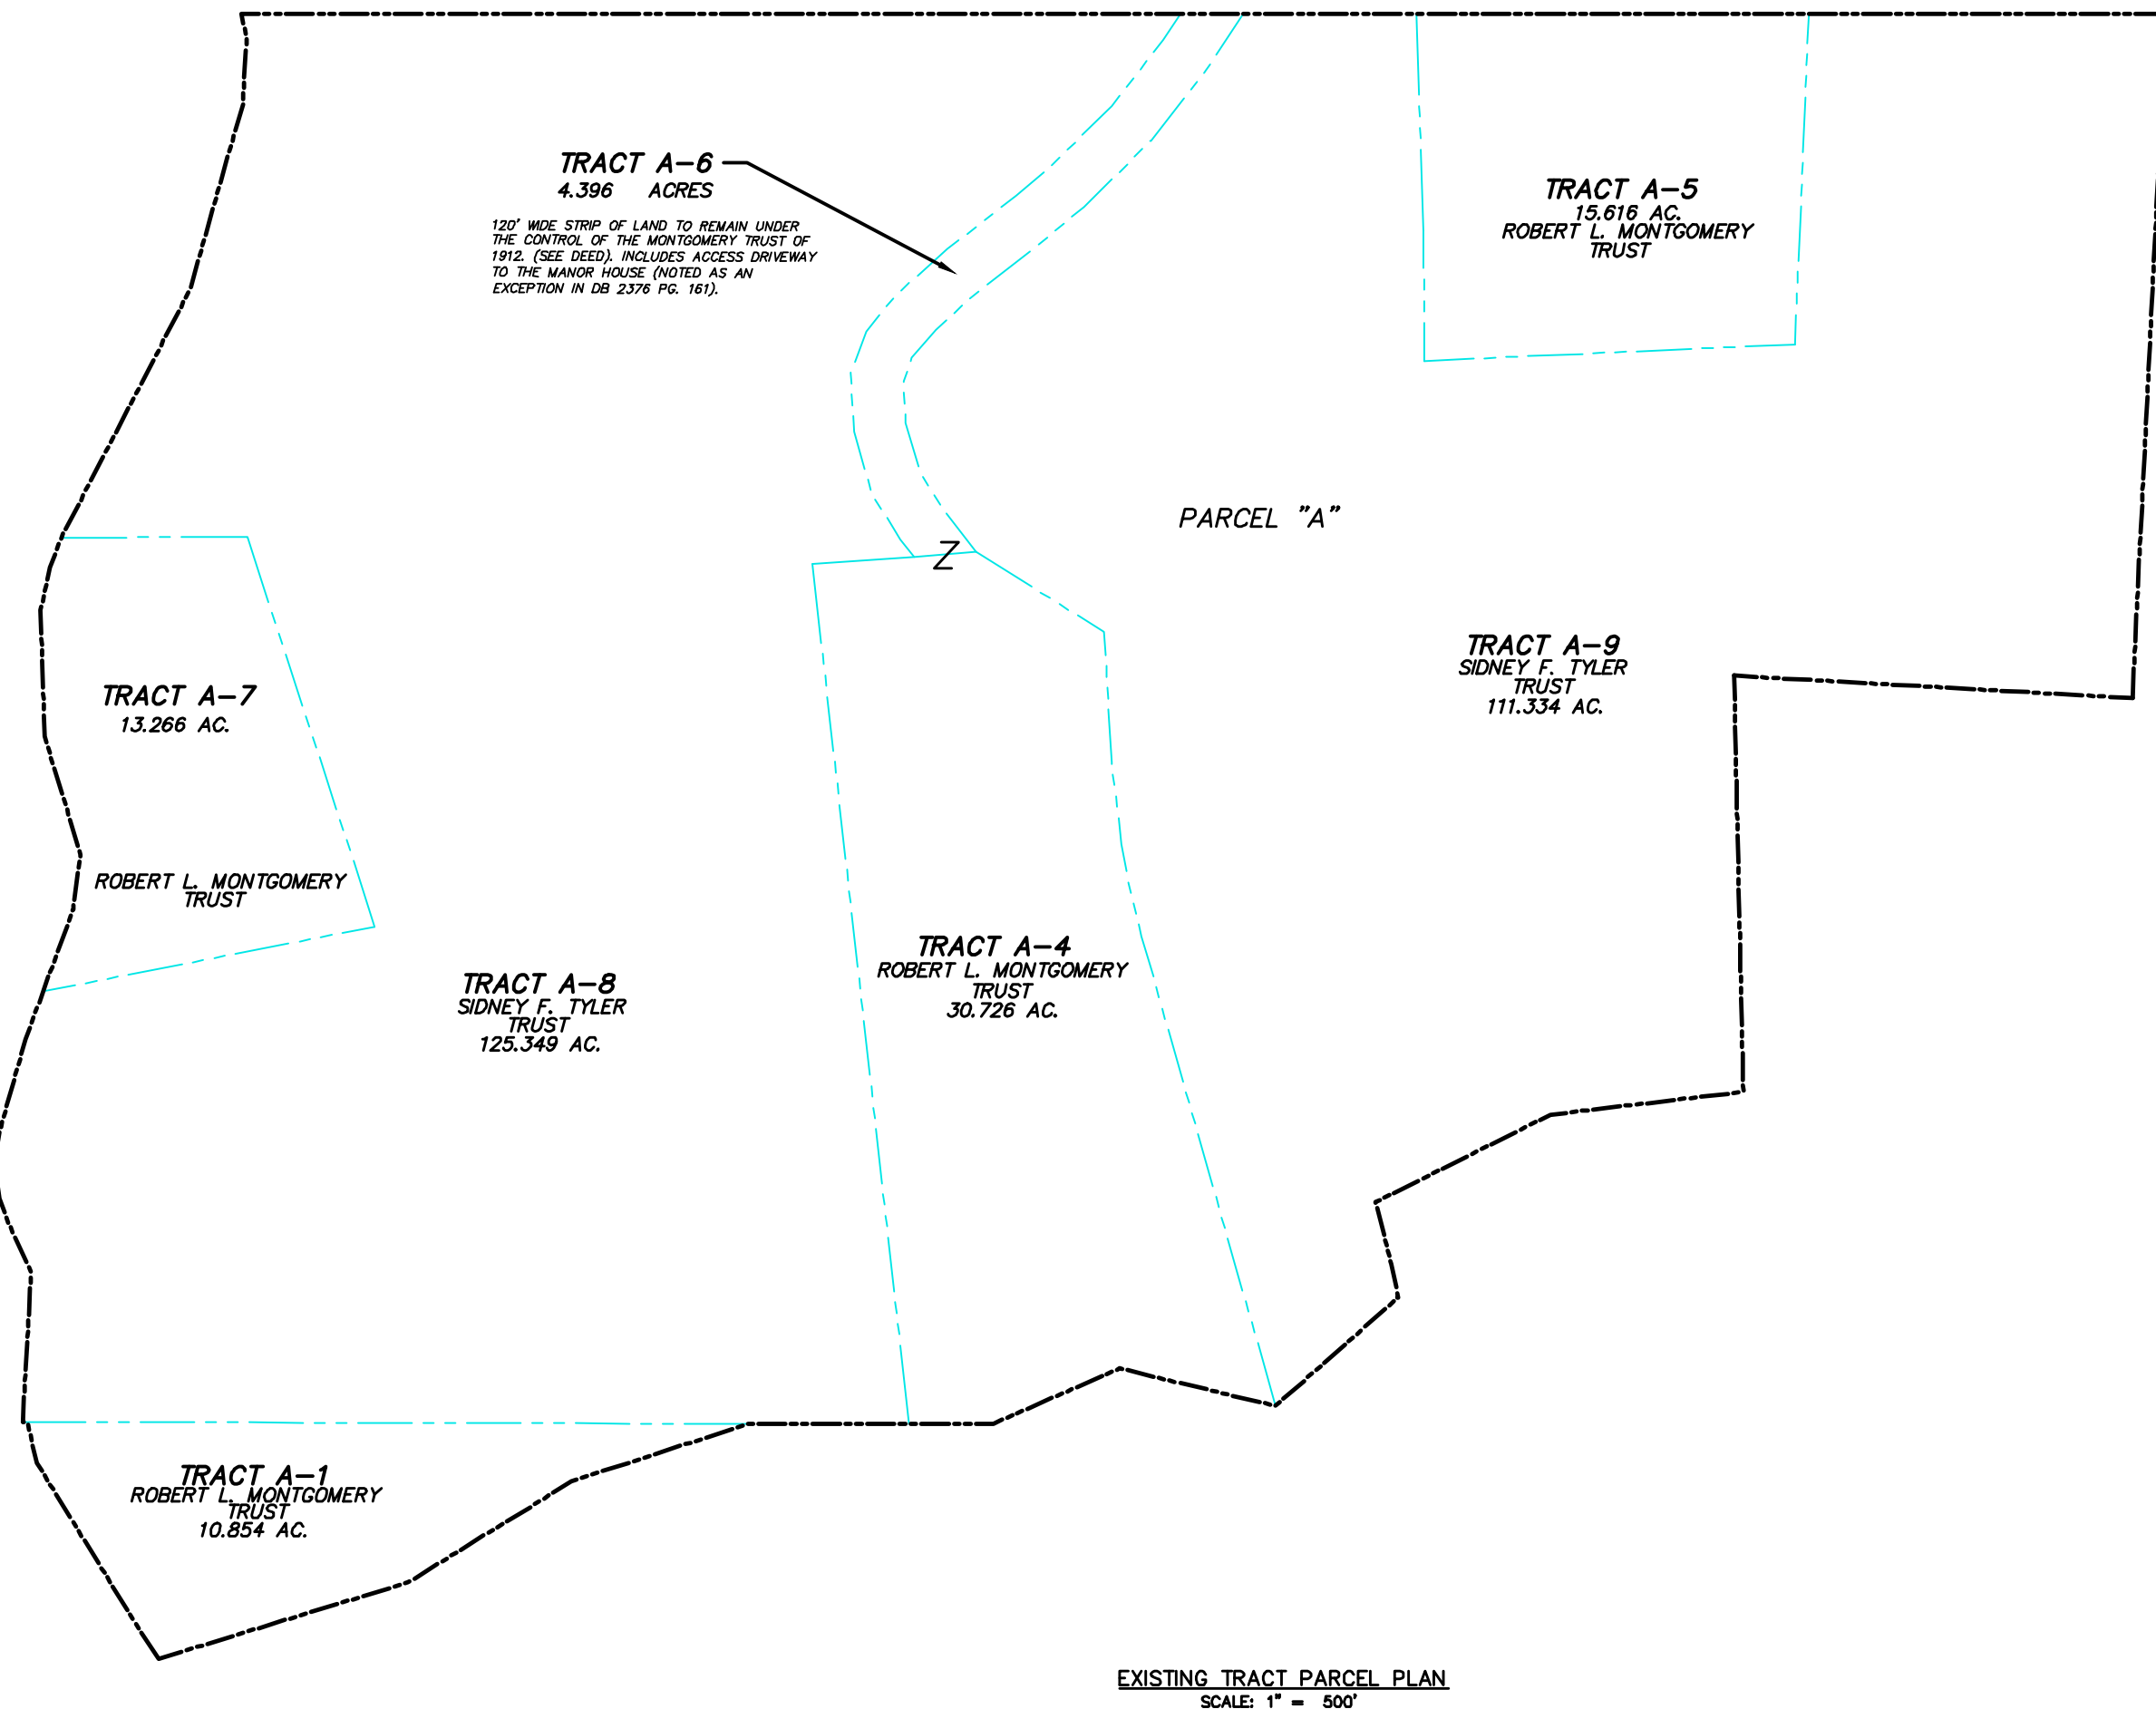 TRACT A-6
4.396 ACRES
120' WIDE STRIP OF LAND TO REMAIN UNDER
THE CONTROL OF THE MONTGOMERY TRUST OF
1912. (SEE DEED). INCLUDES ACCESS DRIVEWAY
TO THE MANOR HOUSE (NOTED AS AN
EXCEPTION IN DB 2376 PG. 161).
TRACT A-5
15.616 AC.
ROBERT L. MONTGOMERY
TRUST
PARCEL "A"
Z
TRACT A-9
SIDNEY F. TYLER
TRUST
111.334 AC.
TRACT A-7
13.266 AC.
ROBERT L. MONTGOMERY
TRUST
TRACT A-8
SIDNEY F. TYLER
TRUST
125.349 AC.
TRACT A-4
ROBERT L. MONTGOMERY
TRUST
30.726 AC.
TRACT A-1
ROBERT L. MONTGOMERY
TRUST
10.854 AC.
EXISTING TRACT PARCEL PLAN
SCALE: 1" = 500'